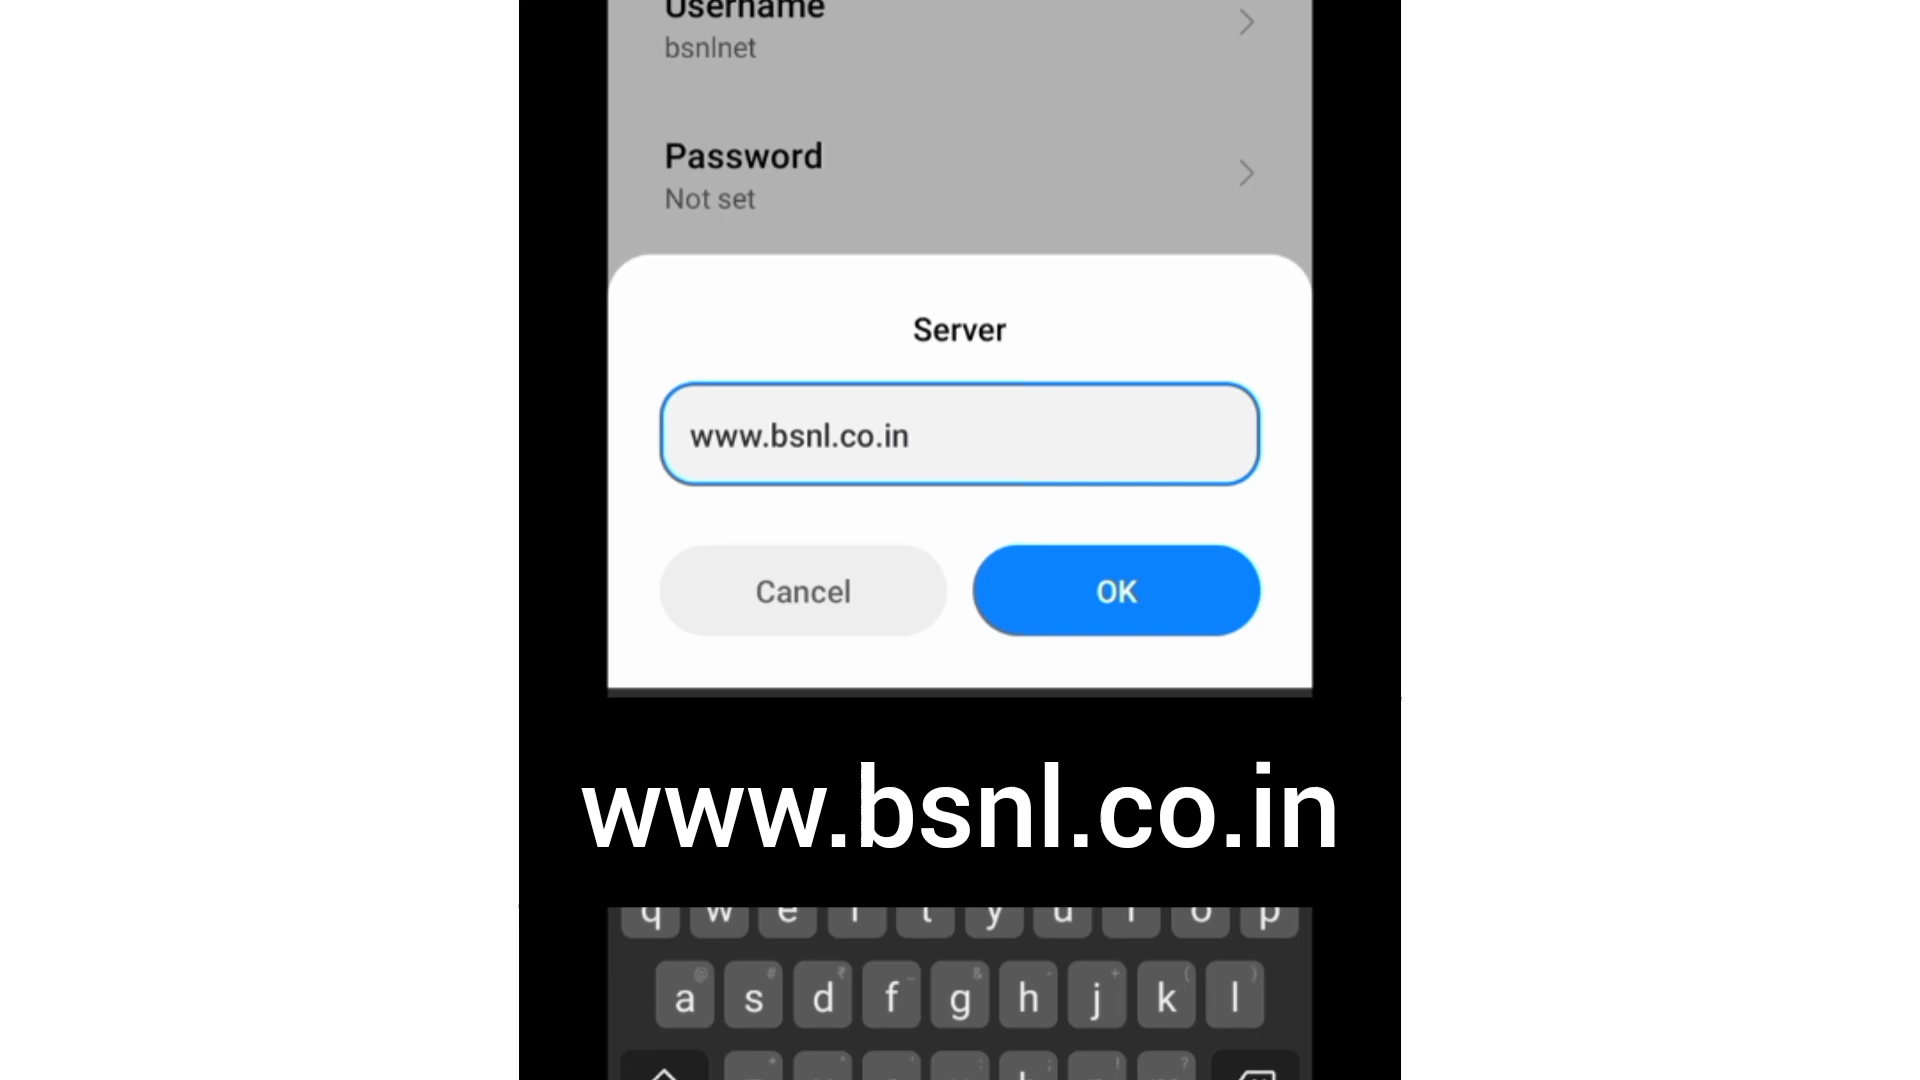 Username
bsnlnet
Password
Not set
Server
www.bsnl.co.in
Cancel
OK
www.bsnl.co.in
q w e r t y u i o p
@ # ₹ _ & - + ( )
a s d f g h j k l